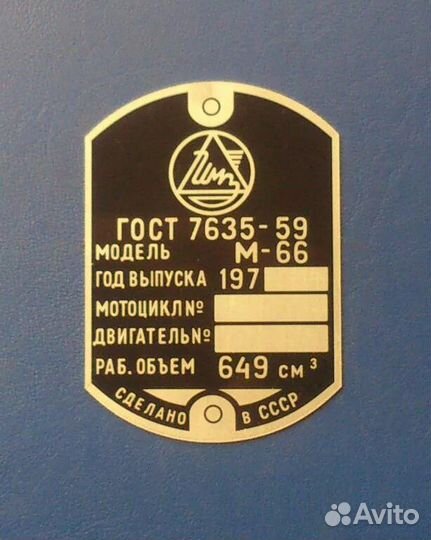 ИМЗ
ГОСТ 7635-59
МОДЕЛЬ М-66
ГОД ВЫПУСКА 197
МОТОЦИКЛ №
ДВИГАТЕЛЬ №
РАБ. ОБЪЕМ 649 СМ³
СДЕЛАНО В СССР
Avito